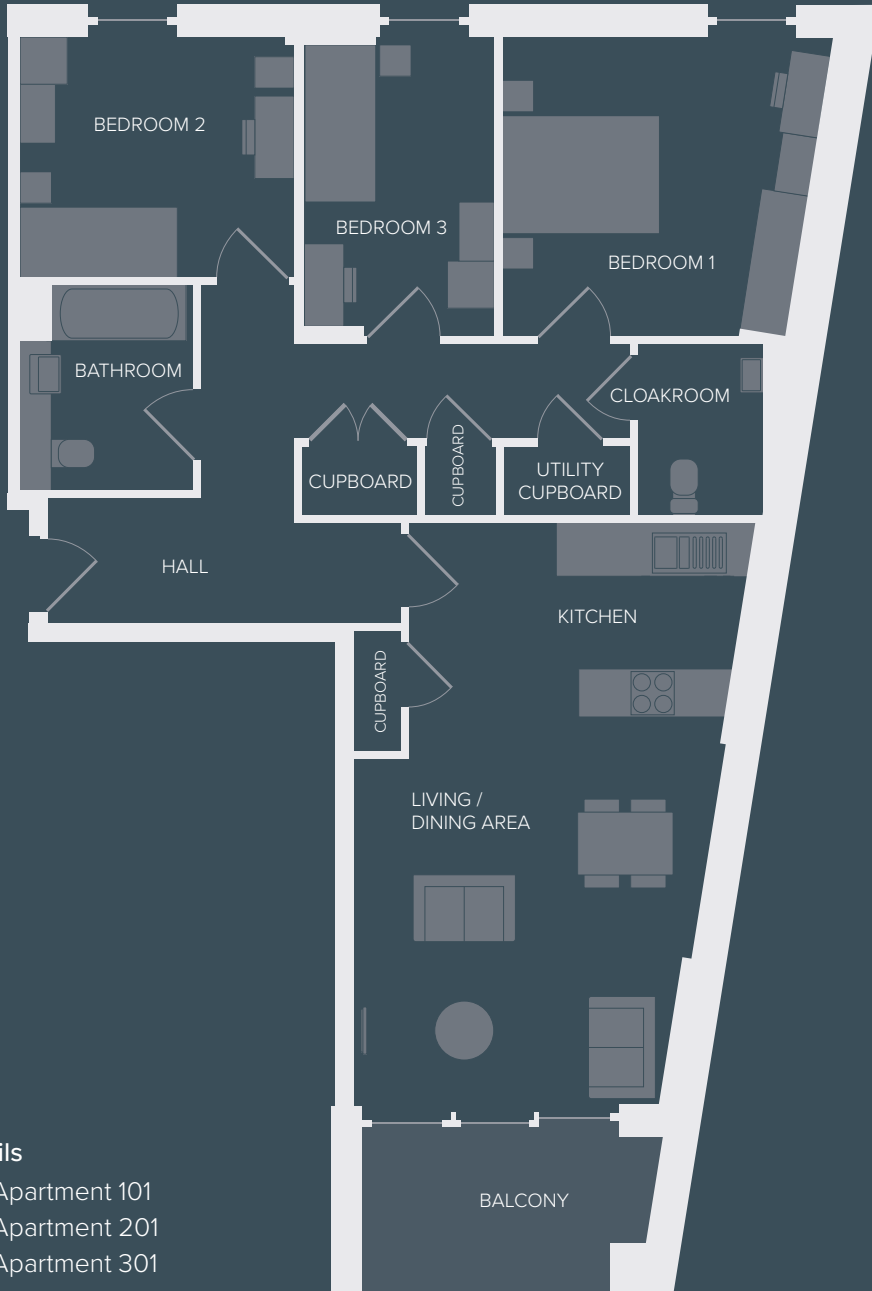 BEDROOM 2
BEDROOM 3
BEDROOM 1
BATHROOM
CLOAKROOM
CUPBOARD
CUPBOARD
UTILITY
CUPBOARD
HALL
KITCHEN
CUPBOARD
LIVING /
DINING AREA
BALCONY
ils
Apartment 101
Apartment 201
Apartment 301